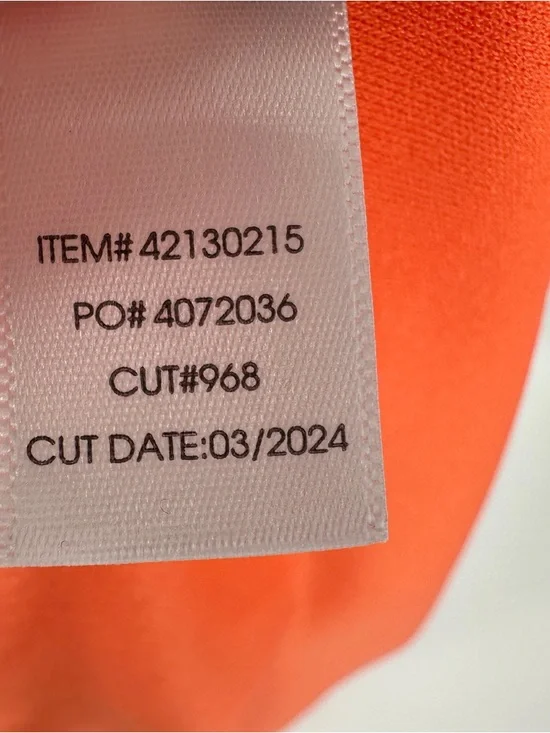 ITEM# 42130215
PO# 4072036
CUT#968
CUT DATE:03/2024